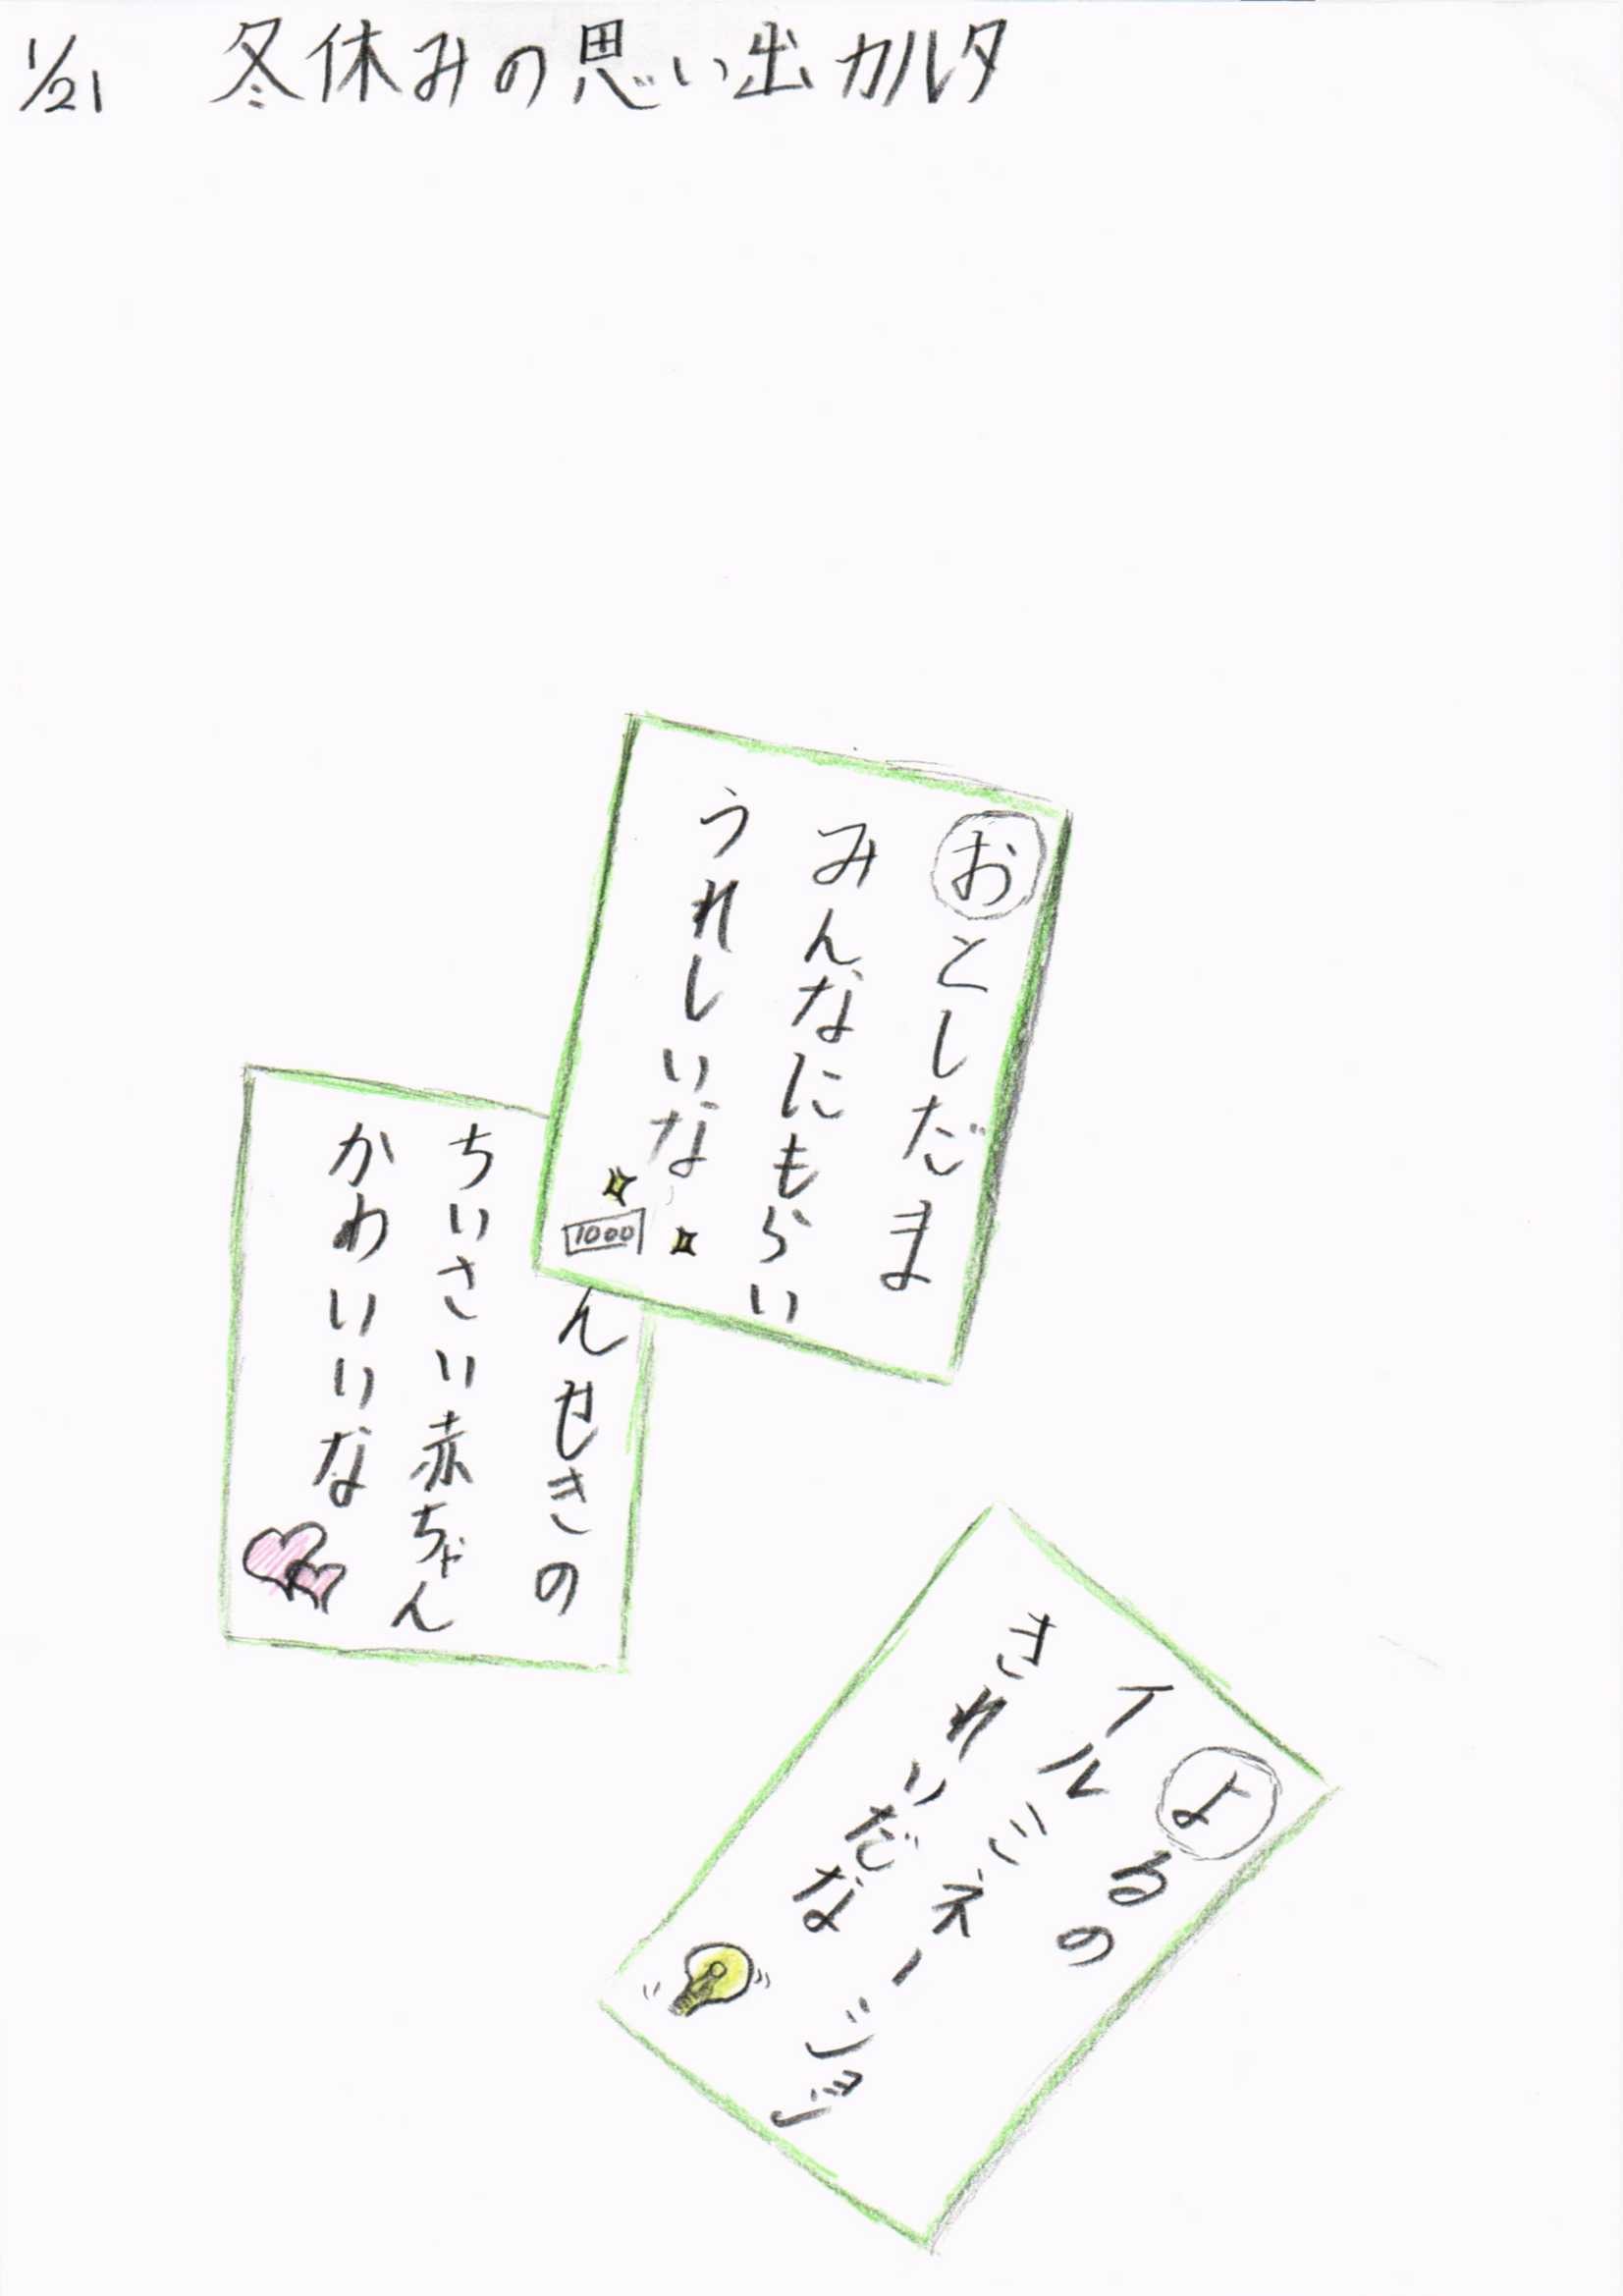 1/21 冬休みの思い出カルタ
おとしだま
みんなにもらい
うれしいな
1000
んせきの
ちいさい赤ちゃん
かわいいな
よるの
イルミネーション
きれいだな